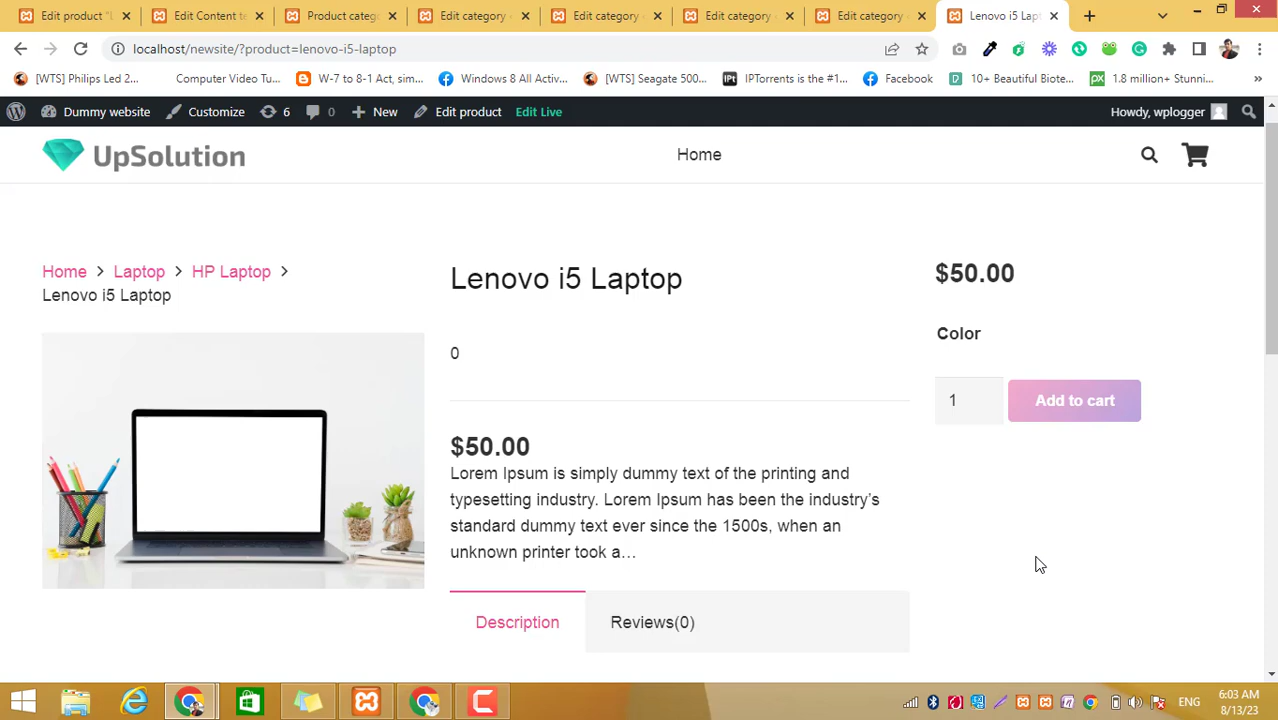 Edit product "L
Edit Content te
Product categ
Edit category
Edit category
Edit category
Edit category
Lenovo i5 Lap
localhost/newsite/?product=lenovo-i5-laptop
[WTS] Philips Led 2...
Computer Video Tu...
W-7 to 8-1 Act, sim...
Windows 8 All Activ...
[WTS] Seagate 500...
IPTorrents is the #1...
Facebook
10+ Beautiful Biote...
1.8 million+ Stunni...
Dummy website
Customize
6
0
New
Edit product
Edit Live
Howdy, wplogger
UpSolution
Home
Home > Laptop > HP Laptop >
Lenovo i5 Laptop
Lenovo i5 Laptop
0
$50.00
Lorem Ipsum is simply dummy text of the printing and
typesetting industry. Lorem Ipsum has been the industry’s
standard dummy text ever since the 1500s, when an
unknown printer took a…
Description
Reviews(0)
$50.00
Color
1
Add to cart
ENG
6:03 AM
8/13/23